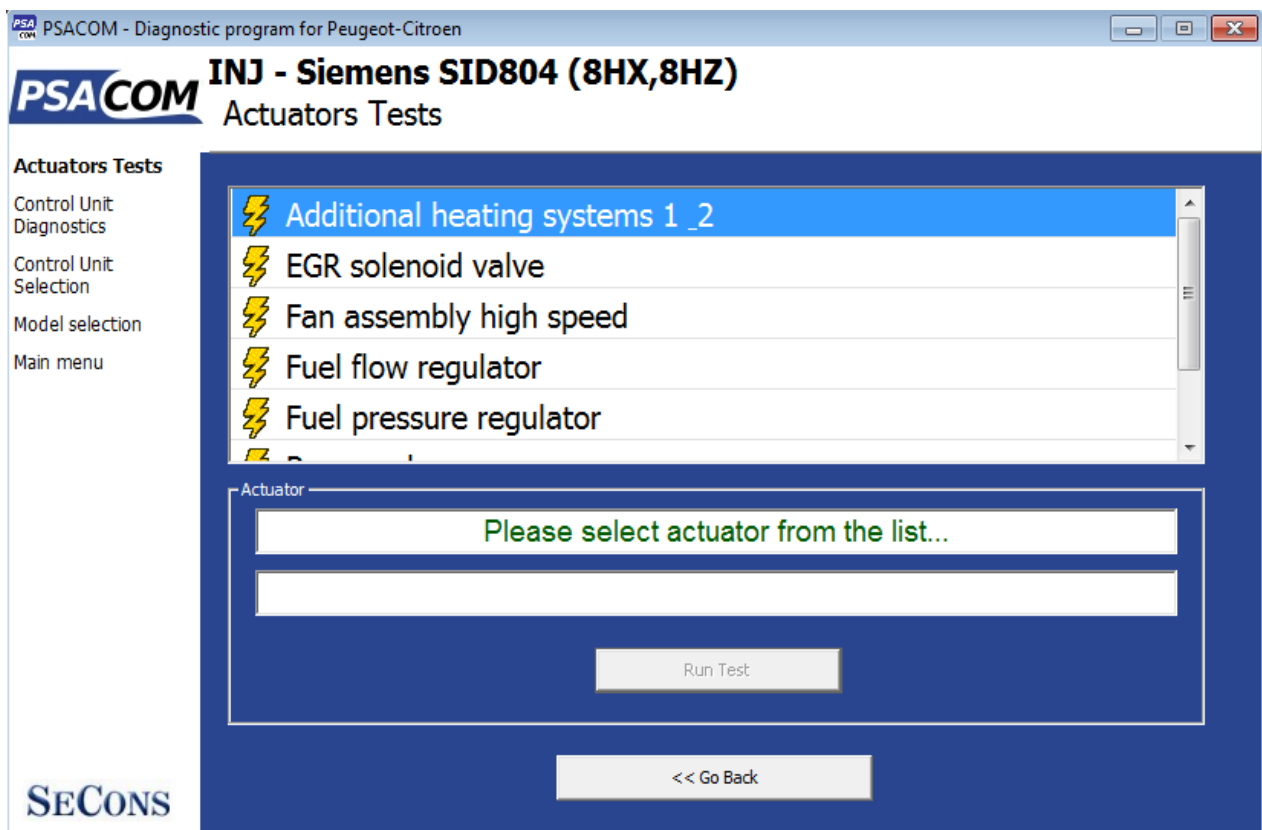 PSA COM PSACOM - Diagnostic program for Peugeot-Citroen
PSACOM
INJ - Siemens SID804 (8HX,8HZ)
Actuators Tests
Actuators Tests
Control Unit
Diagnostics
Control Unit
Selection
Model selection
Main menu
Additional heating systems 1 _2
EGR solenoid valve
Fan assembly high speed
Fuel flow regulator
Fuel pressure regulator
Actuator
Please select actuator from the list...
Run Test
<< Go Back
SECONS